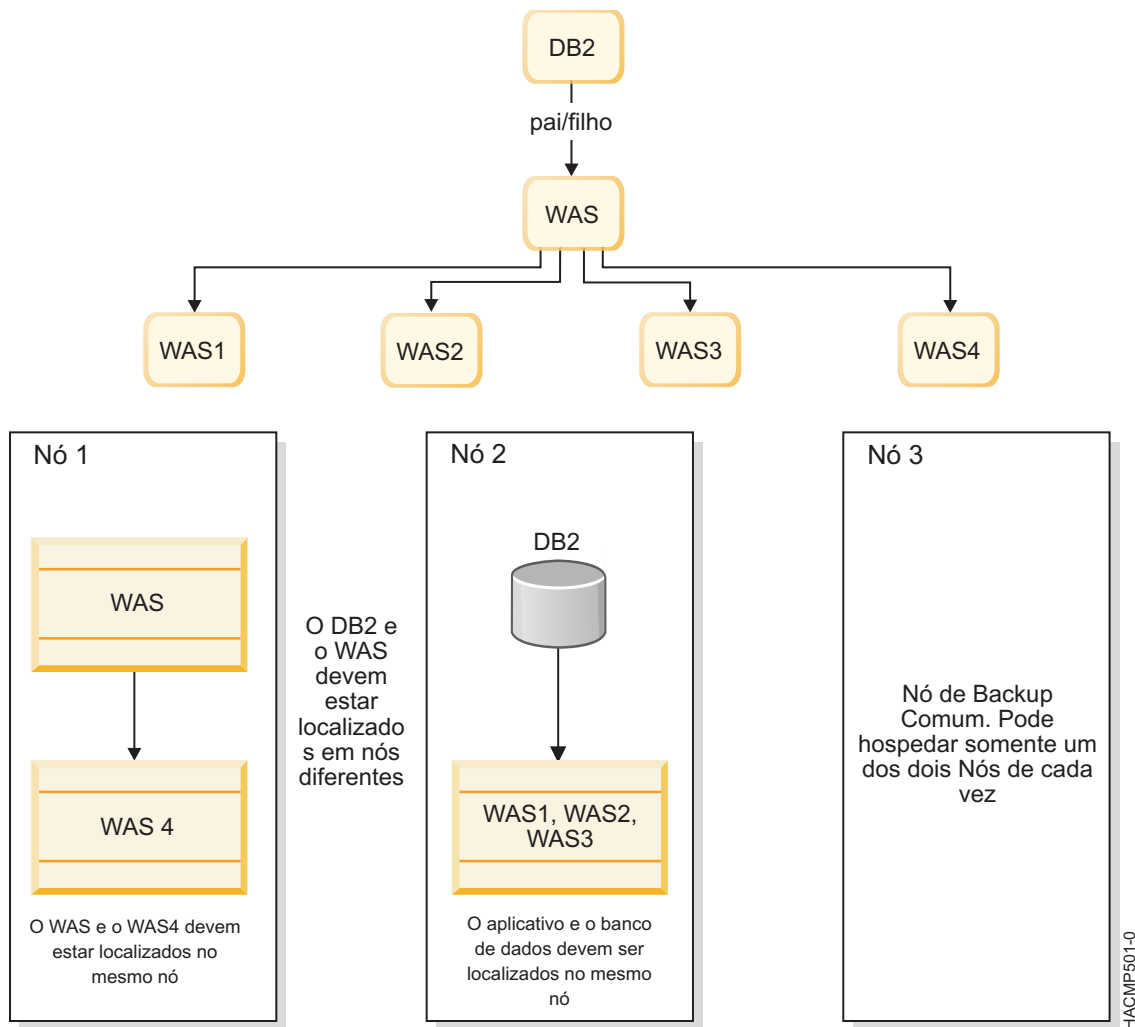 DB2
pai/filho
WAS
WAS1
WAS2
WAS3
WAS4
Nó 1
WAS
WAS 4
O WAS e o WAS4 devem
estar localizados no
mesmo nó
O DB2 e
o WAS
devem
estar
localizado
s em nós
diferentes
Nó 2
DB2
WAS1, WAS2,
WAS3
O aplicativo e o banco
de dados devem ser
localizados no mesmo
nó
Nó 3
Nó de Backup
Comum. Pode
hospedar somente um
dos dois Nós de cada
vez
HACMP501-0